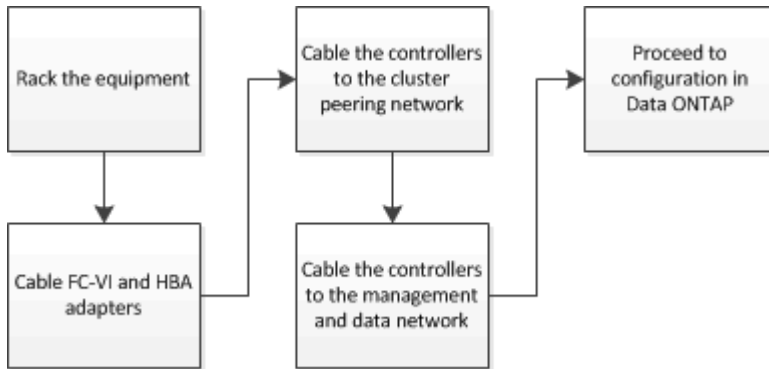 Rack the equipment
Cable FC-VI and HBA
adapters
Cable the controllers
to the cluster
peering network
Cable the controllers
to the management
and data network
Proceed to
configuration in
Data ONTAP